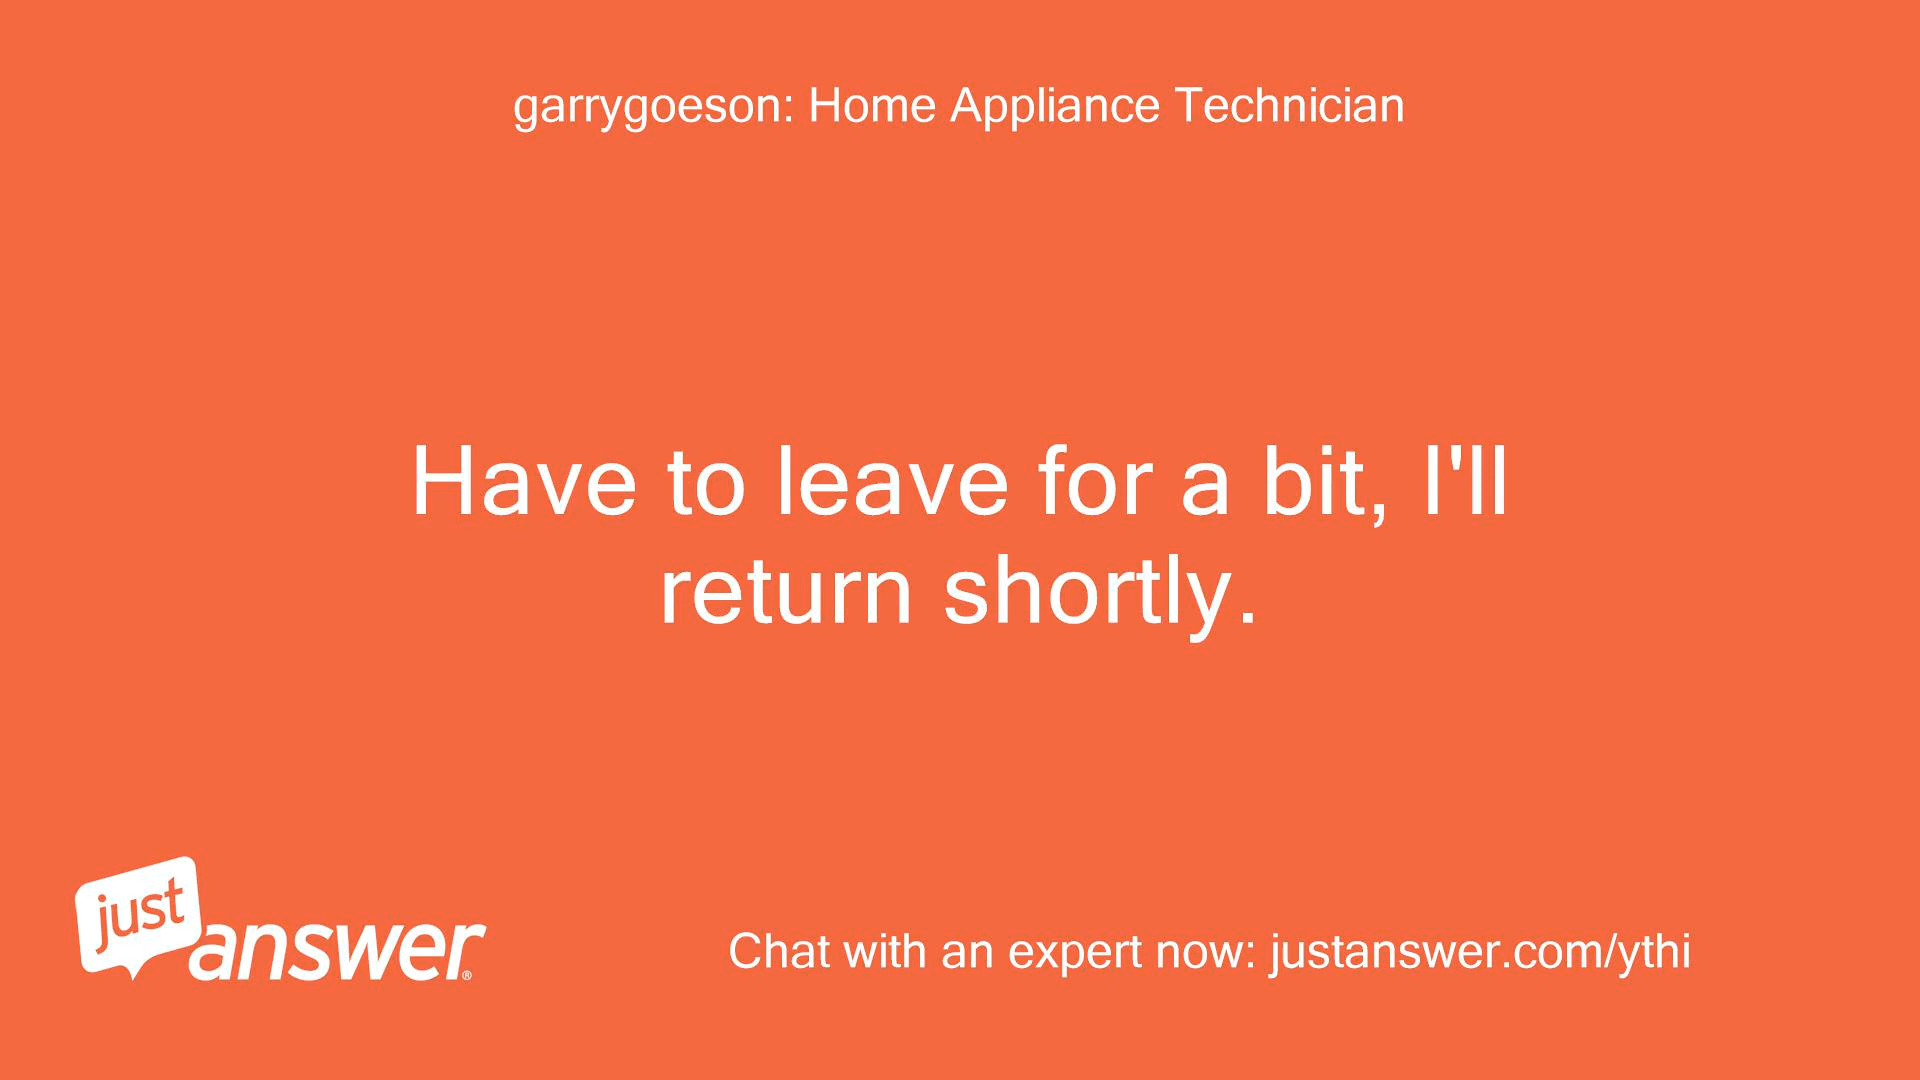 garrygoeson: Home Appliance Technician
Have to leave for a bit, I'll
return shortly.
just
answer®
Chat with an expert now: justanswer.com/ythi